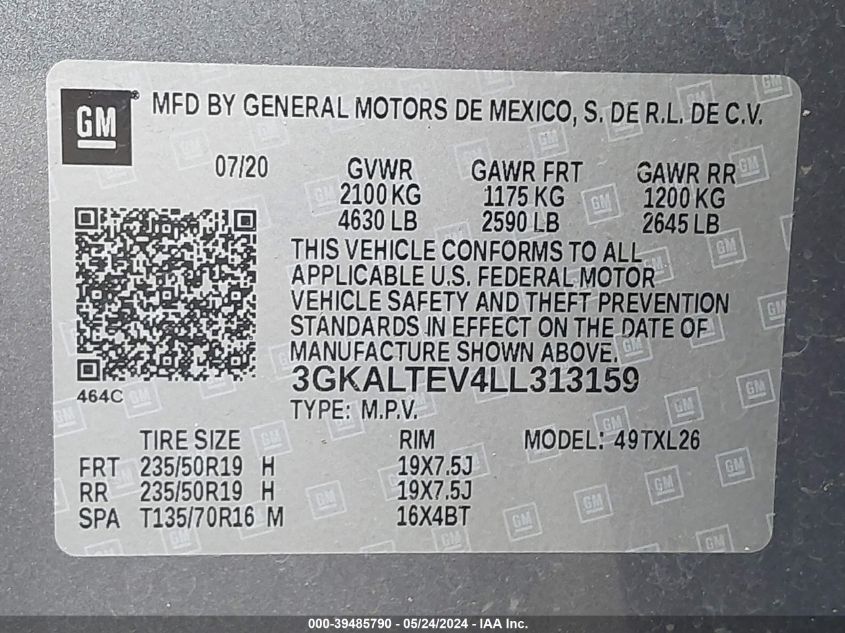 GM ® MFD BY GENERAL MOTORS DE MEXICO, S. DE R.L. DE C.V.
07/20 GVWR GAWR FRT GAWR RR
2100 KG 1175 KG 1200 KG
4630 LB 2590 LB 2645 LB
THIS VEHICLE CONFORMS TO ALL
APPLICABLE U.S. FEDERAL MOTOR
VEHICLE SAFETY AND THEFT PREVENTION
STANDARDS IN EFFECT ON THE DATE OF
MANUFACTURE SHOWN ABOVE.
3GKALTEV4LL313159
464C
TYPE: M.P.V.
TIRE SIZE RIM MODEL: 49TXL26
FRT 235/50R19 H 19X7.5J
RR 235/50R19 H 19X7.5J
SPA T135/70R16 M 16X4BT
000-39485790 - 05/24/2024 - IAA Inc.